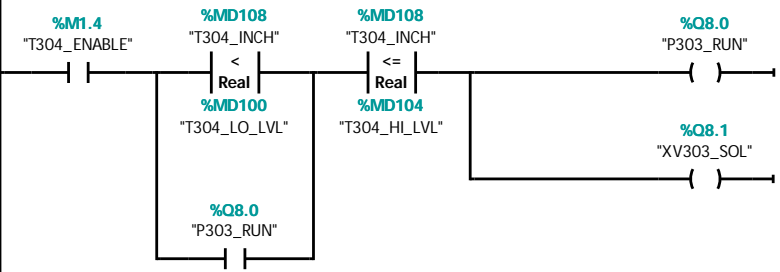 %M1.4
"T304_ENABLE"
%MD108
"T304_INCH"
<
Real
%MD100
"T304_LO_LVL"
%MD108
"T304_INCH"
<=
Real
%MD104
"T304_HI_LVL"
%Q8.0
"P303_RUN"
%Q8.1
"XV303_SOL"
%Q8.0
"P303_RUN"